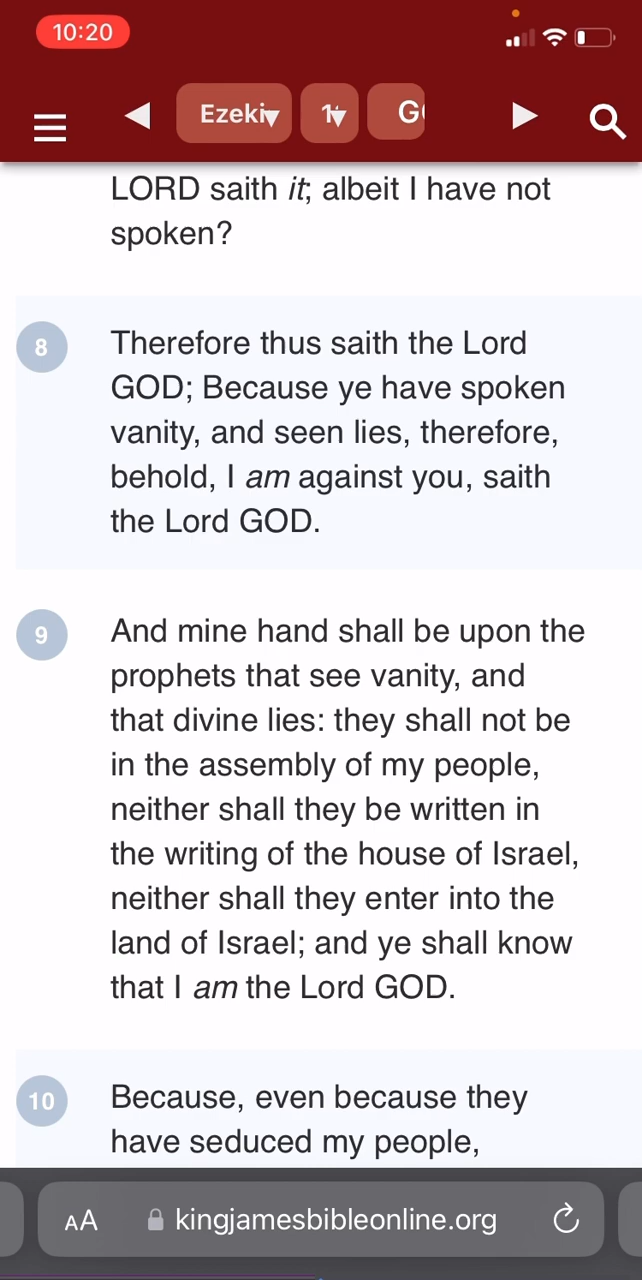 10:20
Ezeki
LORD saith it; albeit I have not
spoken?
8 Therefore thus saith the Lord
GOD; Because ye have spoken
vanity, and seen lies, therefore,
behold, I am against you, saith
the Lord GOD.
9 And mine hand shall be upon the
prophets that see vanity, and
that divine lies: they shall not be
in the assembly of my people,
neither shall they be written in
the writing of the house of Israel,
neither shall they enter into the
land of Israel; and ye shall know
that I am the Lord GOD.
10 Because, even because they
have seduced my people,
AA kingjamesbibleonline.org